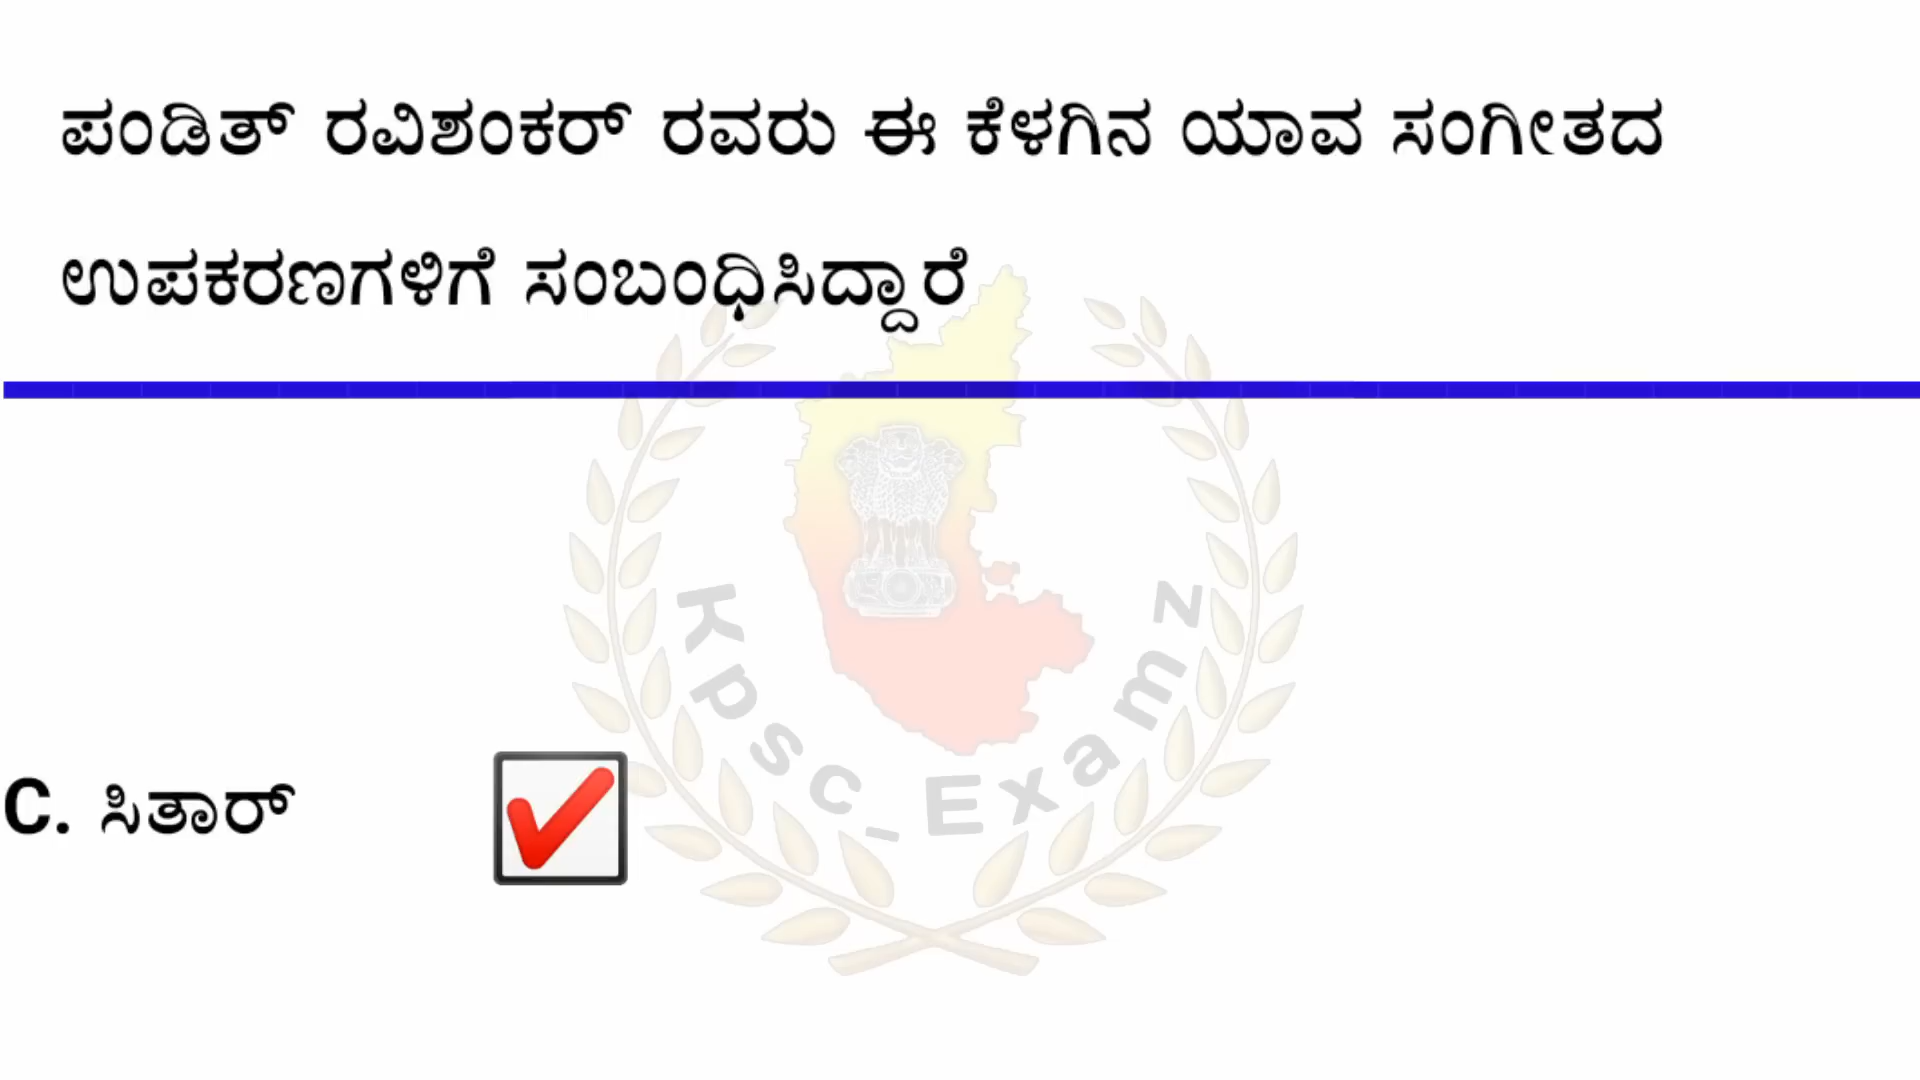 ಪಂಡಿತ್ ರವಿಶಂಕರ್ ರವರು ಈ ಕೆಳಗಿನ ಯಾವ ಸಂಗೀತದ
ಉಪಕರಣಗಳಿಗೆ ಸಂಬಂಧಿಸಿದ್ದಾರೆ
Kpsc_Examz
C. ಸಿತಾರ್